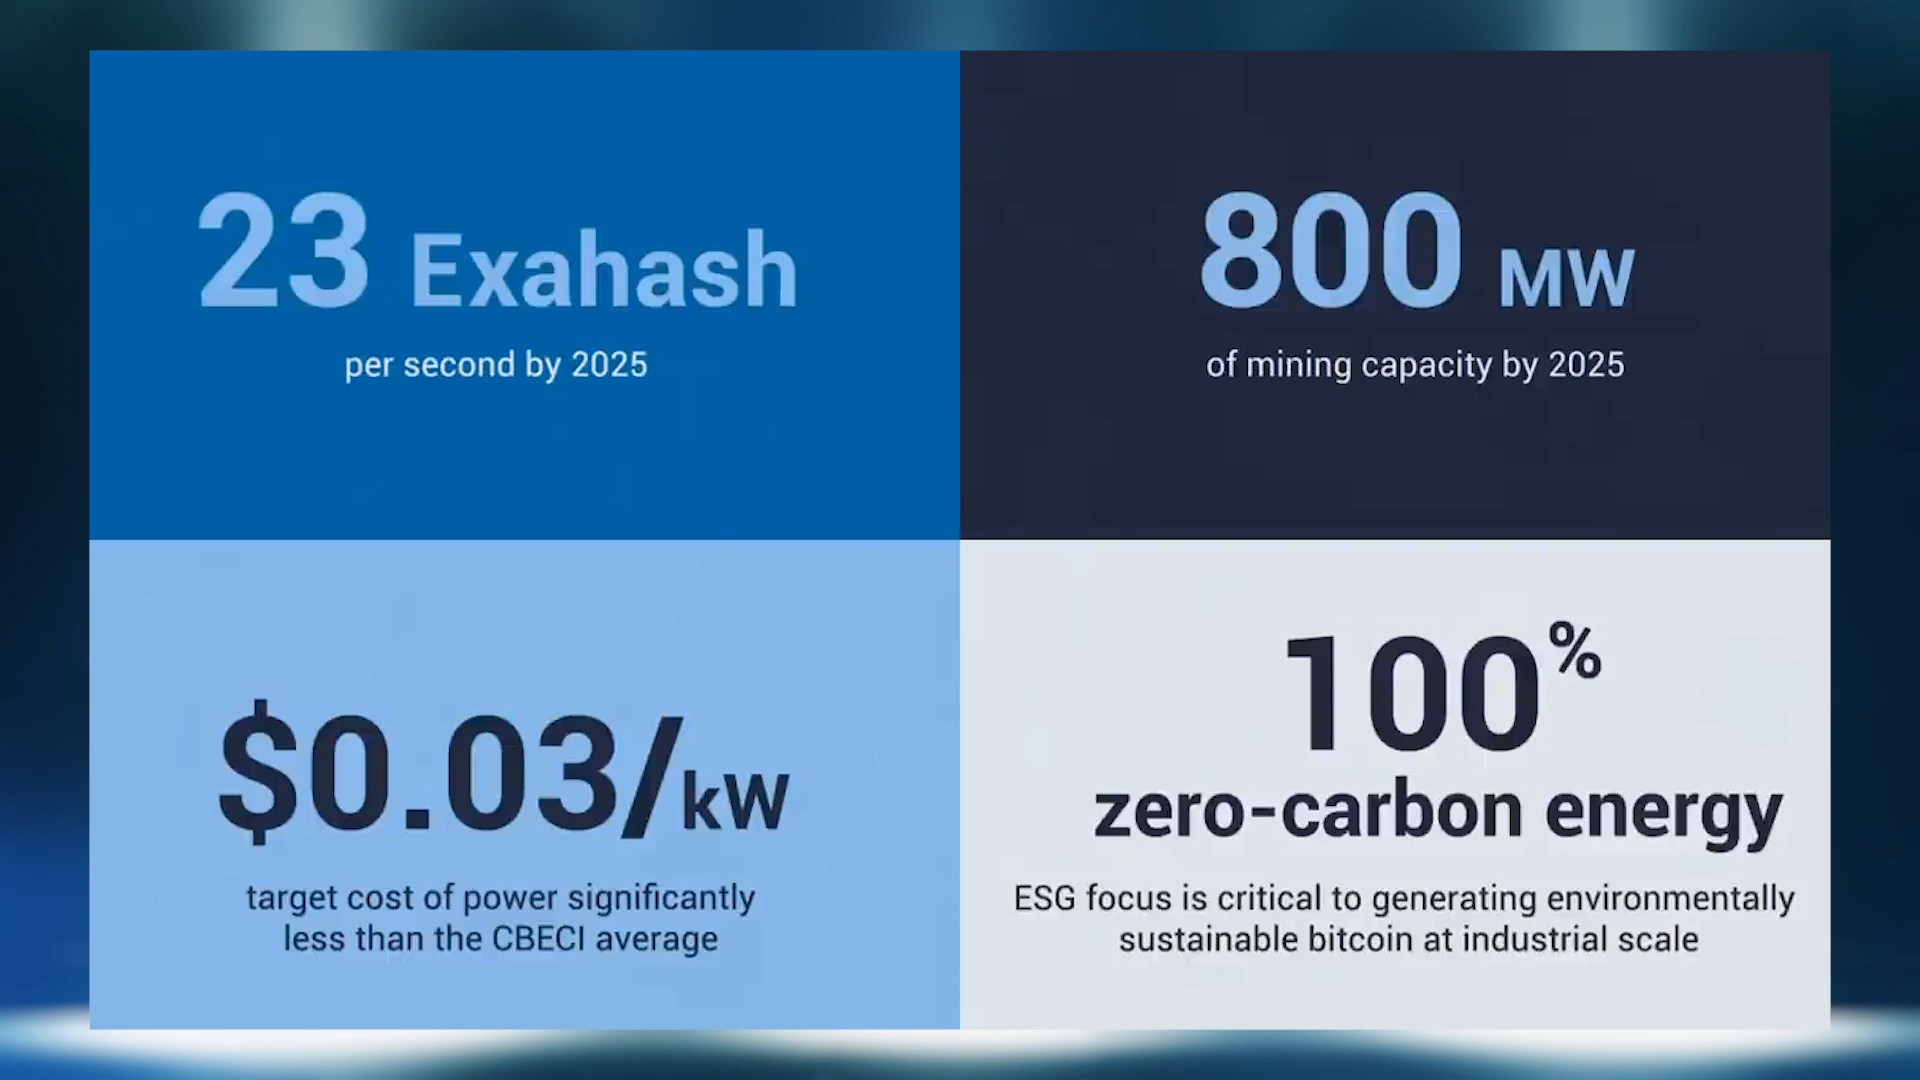 23 Exahash
per second by 2025
800 MW
of mining capacity by 2025
$0.03/kW
target cost of power significantly
less than the CBECI average
100%
zero-carbon energy
ESG focus is critical to generating environmentally
sustainable bitcoin at industrial scale